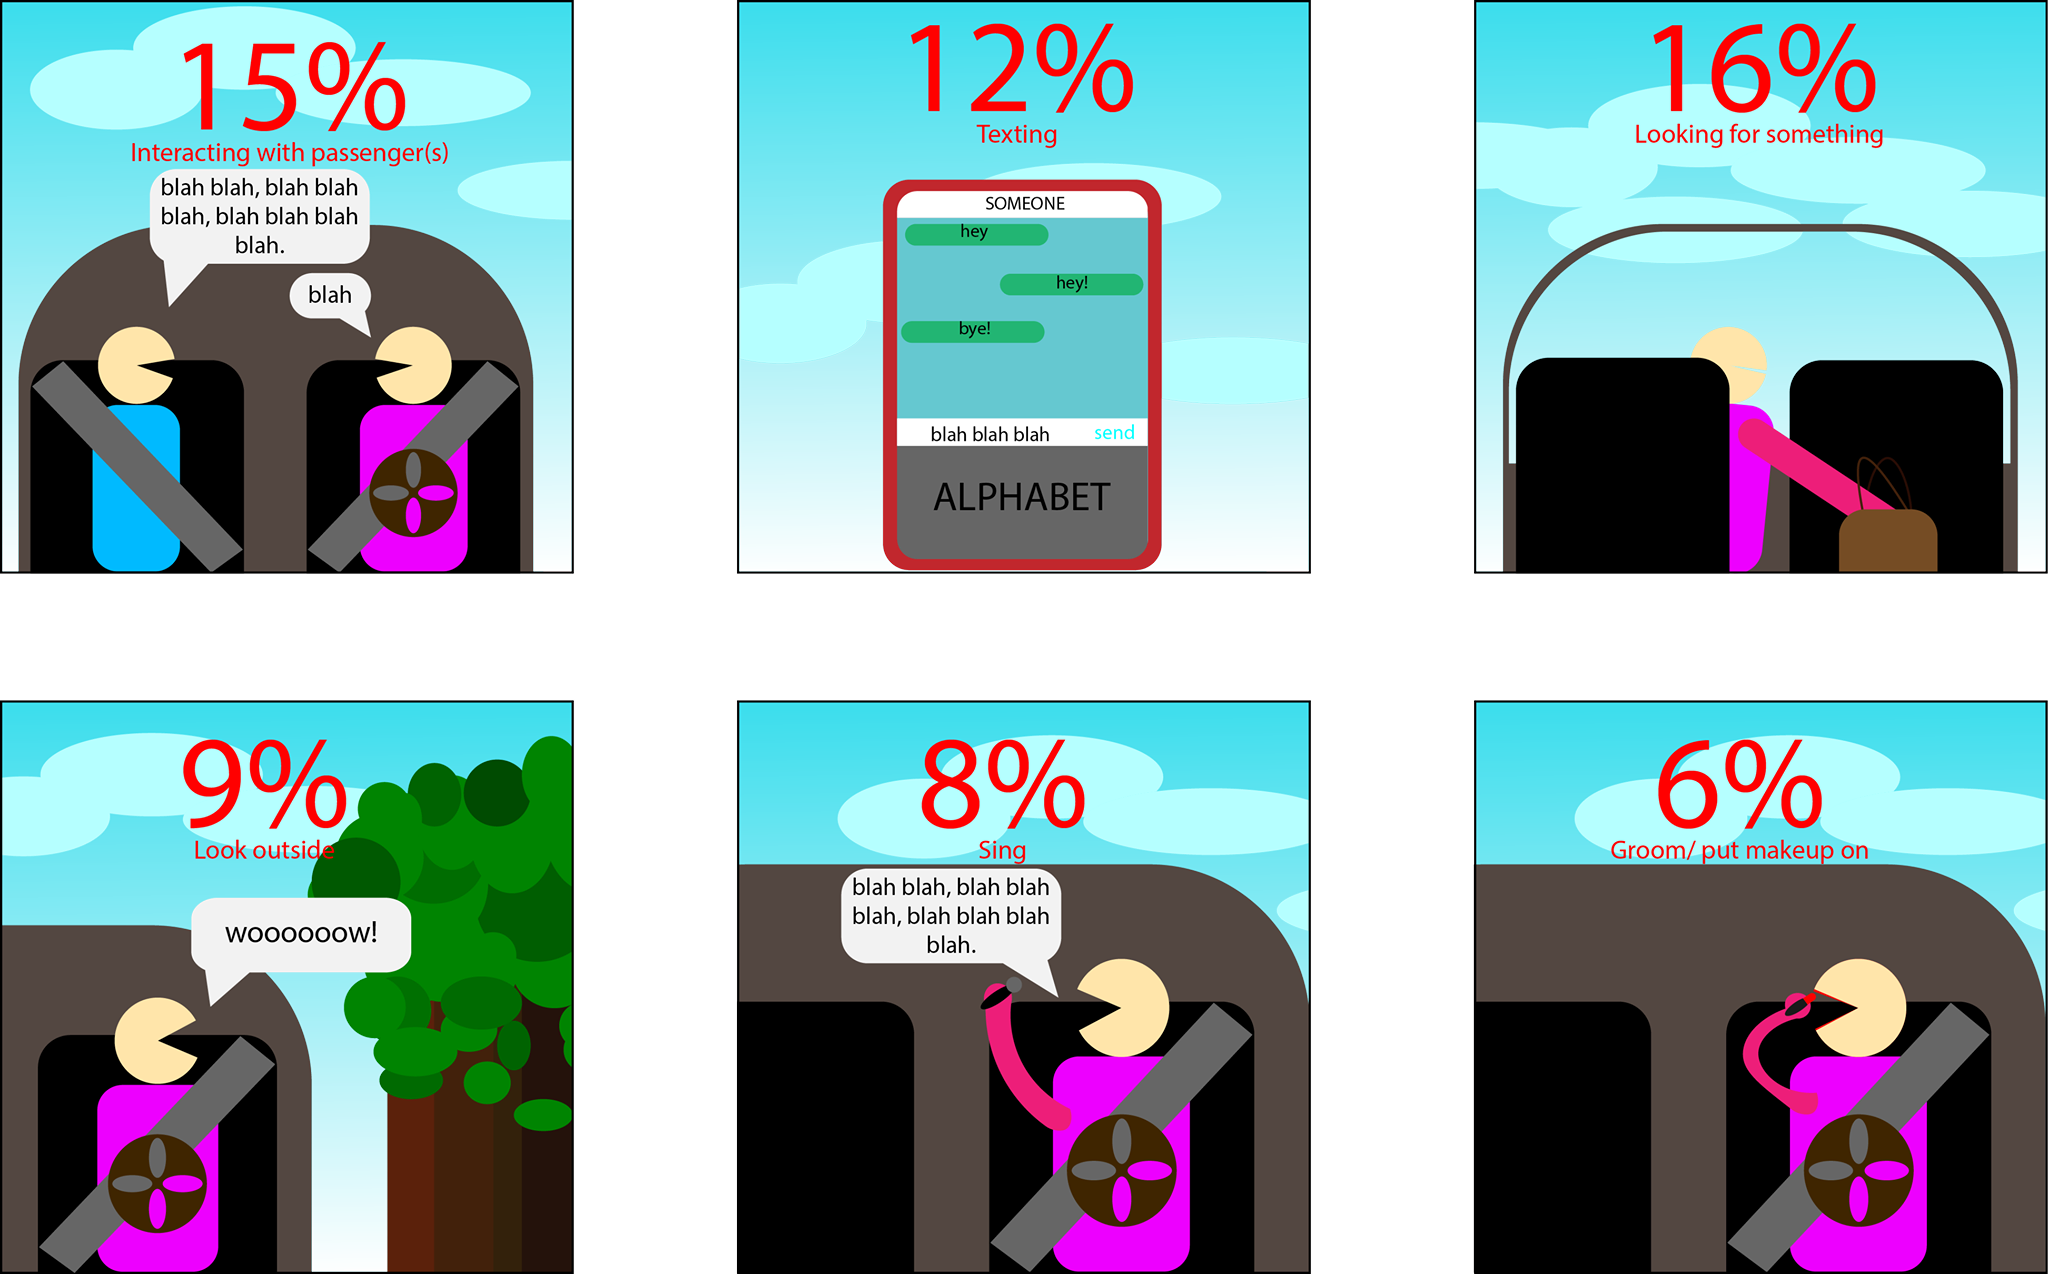 15%
Interacting with passenger(s)
blah blah, blah blah
blah, blah blah blah
blah.
blah
12%
Texting
SOMEONE
hey
hey!
bye!
blah blah blah send
ALPHABET
16%
Looking for something
9%
Look outside
woooooow!
8%
Sing
blah blah, blah blah
blah, blah blah blah
blah.
6%
Groom/ put makeup on